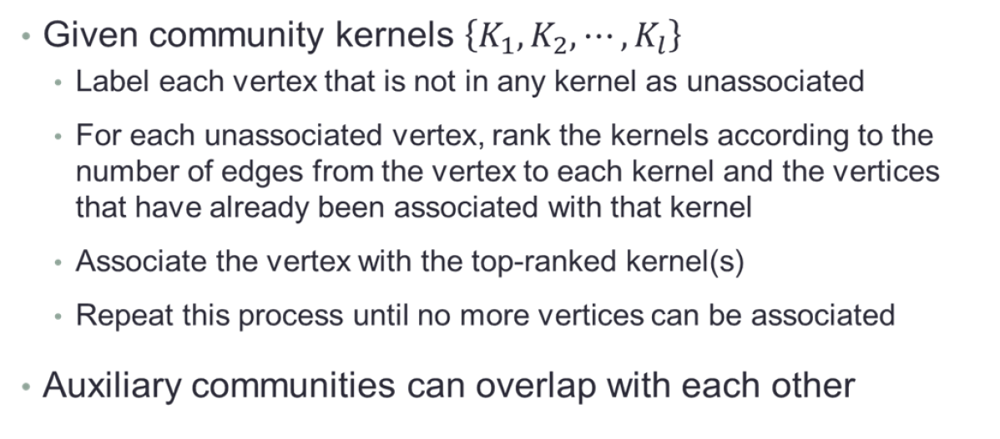 • Given community kernels {K₁, K₂, ⋯ , Kₗ}
• Label each vertex that is not in any kernel as unassociated
• For each unassociated vertex, rank the kernels according to the
number of edges from the vertex to each kernel and the vertices
that have already been associated with that kernel
• Associate the vertex with the top-ranked kernel(s)
• Repeat this process until no more vertices can be associated
• Auxiliary communities can overlap with each other